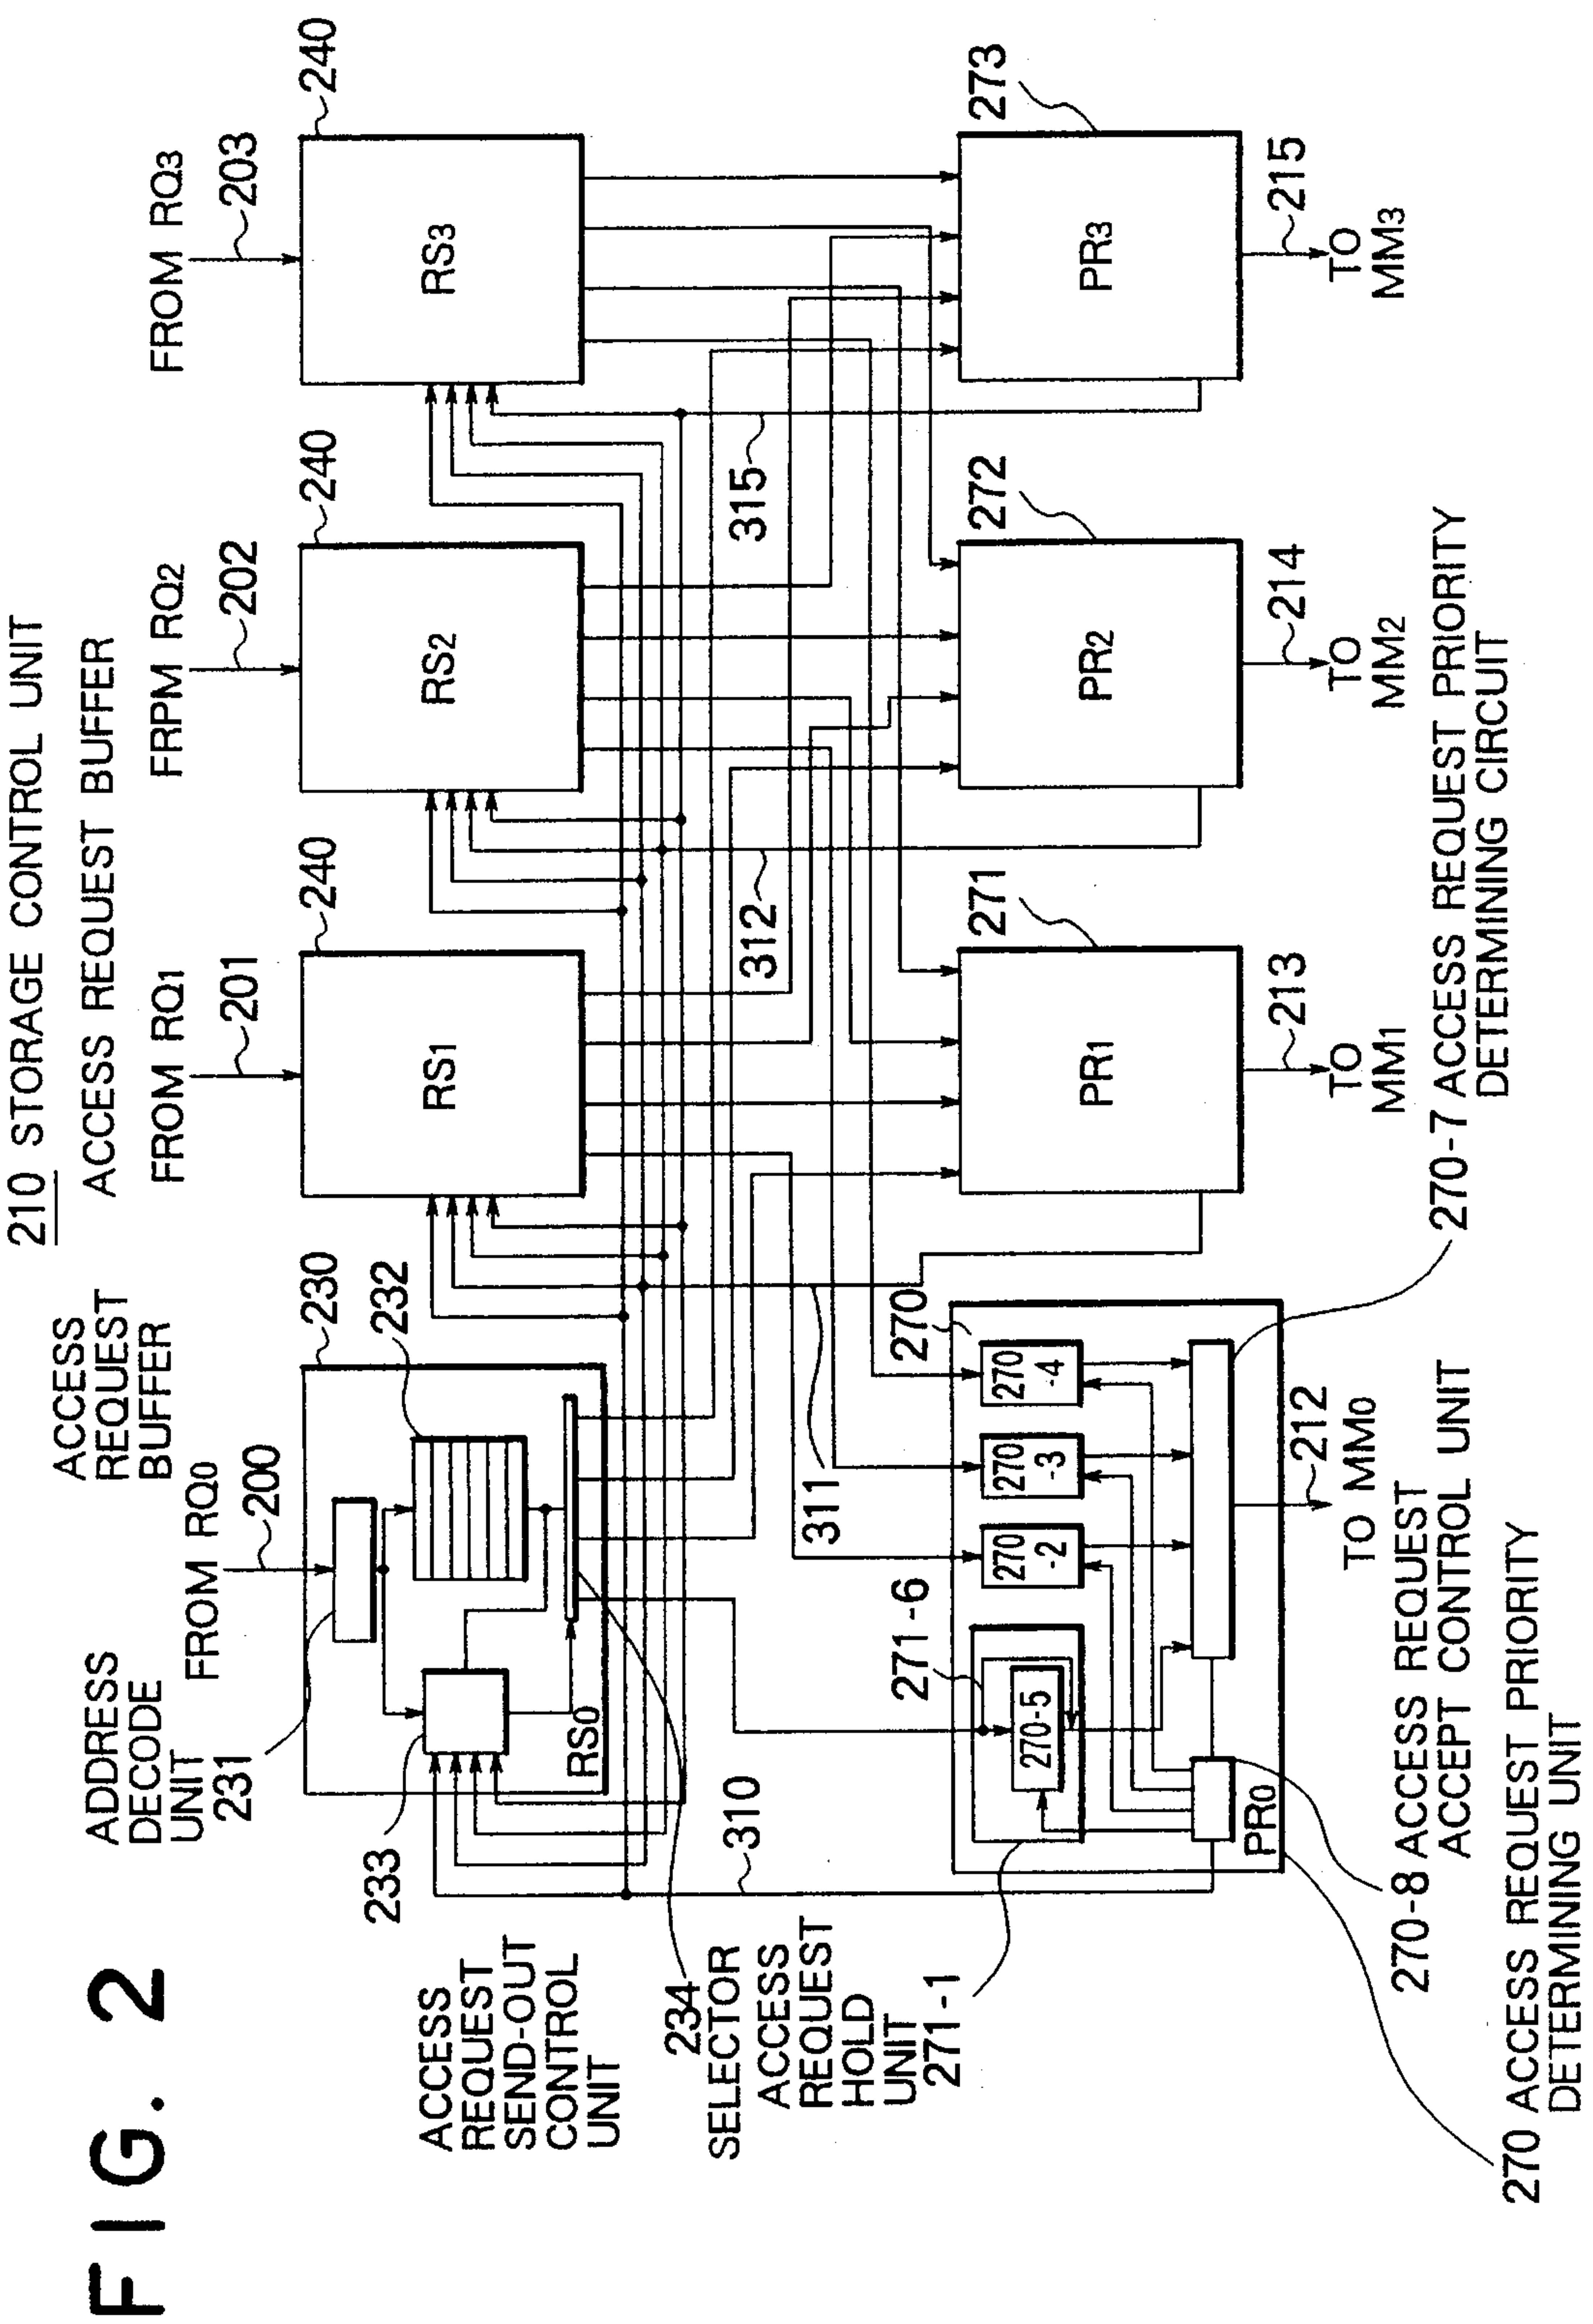 FIG. 2
210 STORAGE CONTROL UNIT
ACCESS REQUEST BUFFER
ACCESS
REQUEST
BUFFER
ADDRESS
DECODE
UNIT
231
FROM RQ0
200
FROM RQ1
201
FRPM RQ2
202
FROM RQ3
203
230
232
240
240
240
233
RS0
RS1
RS2
RS3
ACCESS
REQUEST
SEND-OUT
CONTROL
UNIT
234
SELECTOR
310
311
312
315
ACCESS
REQUEST
HOLD
UNIT
271-1
271-6
270
271
272
273
270-5
270
-2
270
-3
270
-4
PR0
PR1
PR2
PR3
212
TO MM0
213
TO
MM1
214
TO
MM2
215
TO
MM3
270-7 ACCESS REQUEST PRIORITY
DETERMINING CIRCUIT
270-8 ACCESS REQUEST
ACCEPT CONTROL UNIT
270 ACCESS REQUEST PRIORITY
DETERMINING UNIT